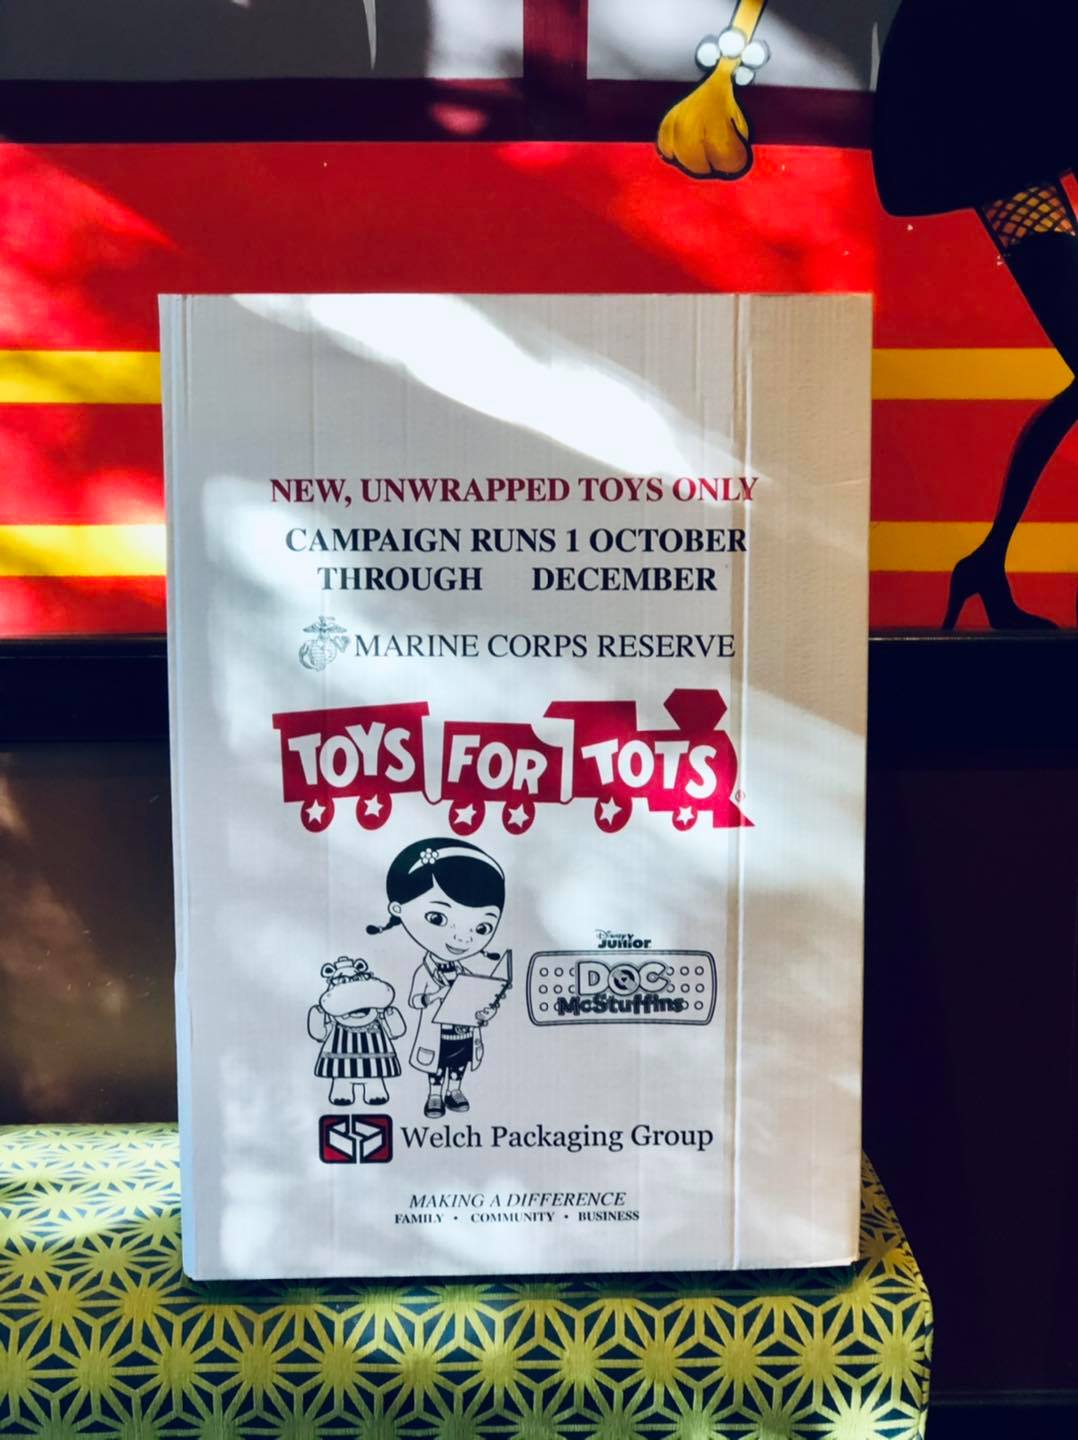 NEW, UNWRAPPED TOYS ONLY
CAMPAIGN RUNS 1 OCTOBER
THROUGH DECEMBER
MARINE CORPS RESERVE
TOYS FOR TOTS ®
Disney
Junior
DOC
McStuffins
Welch Packaging Group
MAKING A DIFFERENCE
FAMILY • COMMUNITY • BUSINESS